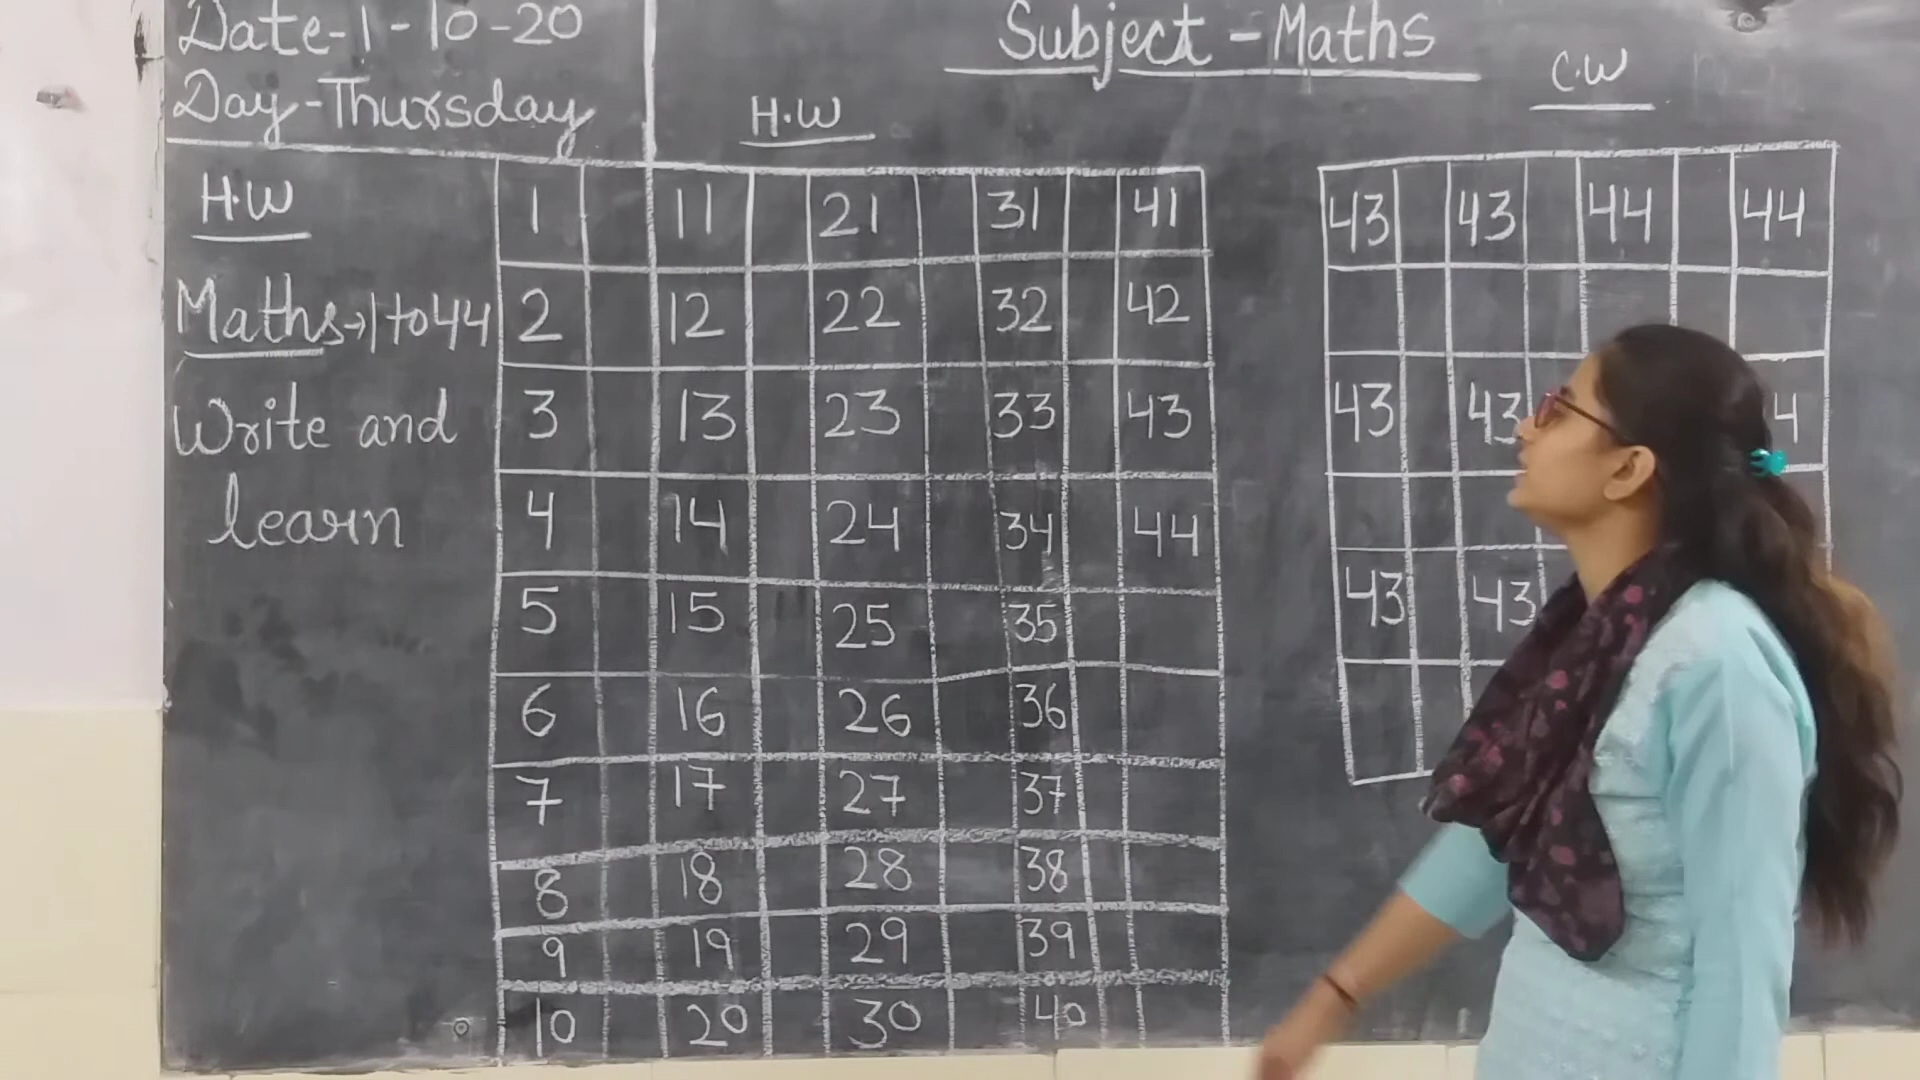 Date-1-10-20
Day-Thursday
Subject-Maths
H.W
C.W
H.W
Maths→1 to 44
Write and
learn
1 11 21 31 41
2 12 22 32 42
3 13 23 33 43
4 14 24 34 44
5 15 25 35
6 16 26 36
7 17 27 37
8 18 28 38
9 19 29 39
10 20 30 40
43 43 44 44
43 43
43 43